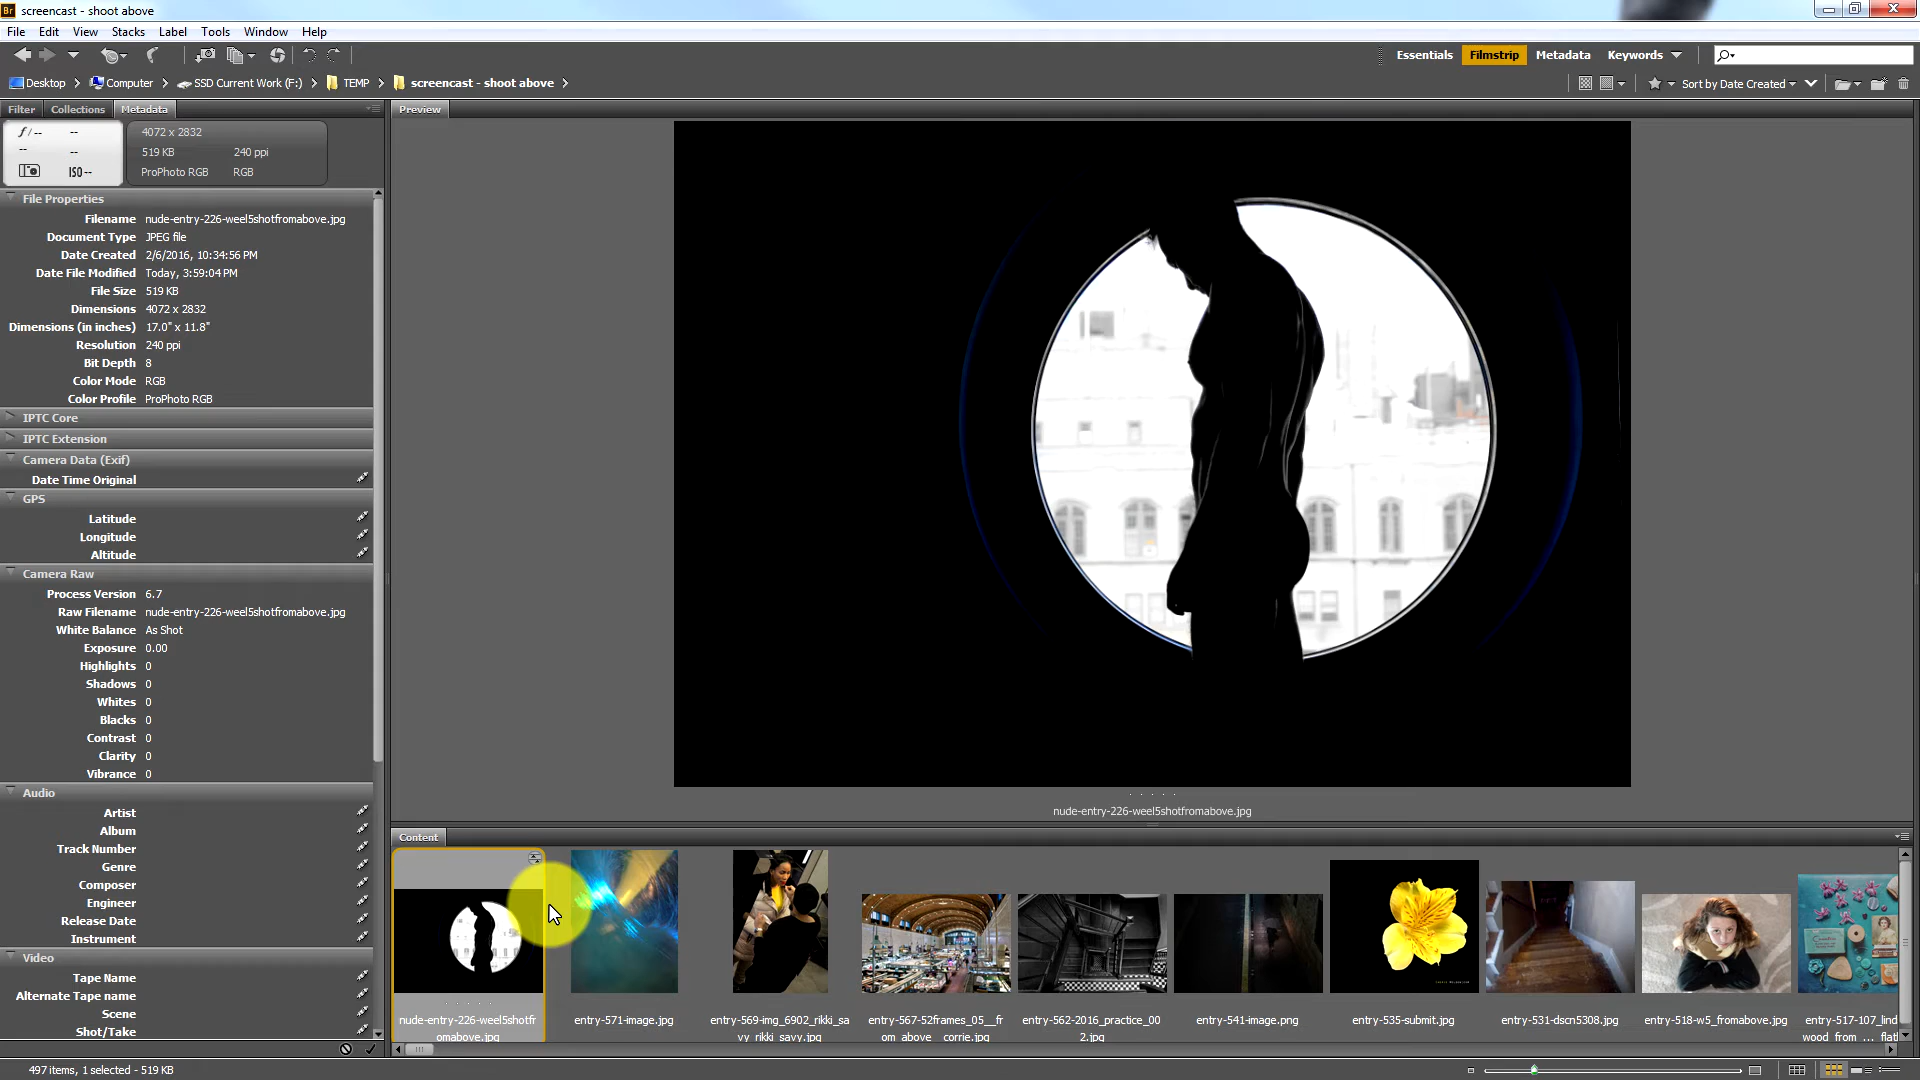 screencast - shoot above
File Edit View Stacks Label Tools Window Help
Essentials Filmstrip Metadata Keywords
Desktop Computer SSD Current Work (F:) TEMP screencast - shoot above
Sort by Date Created
Filter Collections Metadata
Preview
f/-- --
-- --
ISO --
4072 x 2832
519 KB 240 ppi
ProPhoto RGB RGB
File Properties
Filename nude-entry-226-weel5shotfromabove.jpg
Document Type JPEG file
Date Created 2/6/2016, 10:34:56 PM
Date File Modified Today, 3:59:04 PM
File Size 519 KB
Dimensions 4072 x 2832
Dimensions (in inches) 17.0" x 11.8"
Resolution 240 ppi
Bit Depth 8
Color Mode RGB
Color Profile ProPhoto RGB
IPTC Core
IPTC Extension
Camera Data (Exif)
Date Time Original
GPS
Latitude
Longitude
Altitude
Camera Raw
Process Version 6.7
Raw Filename nude-entry-226-weel5shotfromabove.jpg
White Balance As Shot
Exposure 0.00
Highlights 0
Shadows 0
Whites 0
Blacks 0
Contrast 0
Clarity 0
Vibrance 0
Audio
Artist
Album
Track Number
Genre
Composer
Engineer
Release Date
Instrument
Video
Tape Name
Alternate Tape name
Scene
Shot/Take
nude-entry-226-weel5shotfromabove.jpg
Content
nude-entry-226-weel5shotfr
omabove.jpg
entry-571-image.jpg
entry-569-img_6902_rikki_sa
vy_rikki_savy.jpg
entry-567-52frames_05__fr
om_above__corrie.jpg
entry-562-2016_practice_00
2.jpg
entry-541-image.png
entry-535-submit.jpg
entry-531-dscn5308.jpg
entry-518-w5_fromabove.jpg
entry-517-107_lind
wood_from_... flatl
497 items, 1 selected - 519 KB